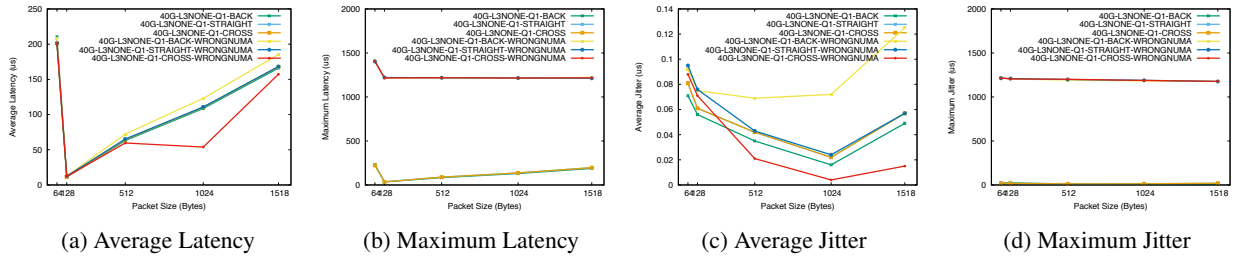 250
200
150
100
50
0
64
128
512
1024
1518
Average Latency (us)
Packet Size (Bytes)
40G-L3NONE-Q1-BACK
40G-L3NONE-Q1-STRAIGHT
40G-L3NONE-Q1-CROSS
40G-L3NONE-Q1-BACK-WRONGNUMA
40G-L3NONE-Q1-STRAIGHT-WRONGNUMA
40G-L3NONE-Q1-CROSS-WRONGNUMA
(a) Average Latency
2000
1500
1000
500
0
64
128
512
1024
1518
Maximum Latency (us)
Packet Size (Bytes)
40G-L3NONE-Q1-BACK
40G-L3NONE-Q1-STRAIGHT
40G-L3NONE-Q1-CROSS
40G-L3NONE-Q1-BACK-WRONGNUMA
40G-L3NONE-Q1-STRAIGHT-WRONGNUMA
40G-L3NONE-Q1-CROSS-WRONGNUMA
(b) Maximum Latency
0.14
0.12
0.1
0.08
0.06
0.04
0.02
0
64
128
512
1024
1518
Average Jitter (us)
Packet Size (Bytes)
40G-L3NONE-Q1-BACK
40G-L3NONE-Q1-STRAIGHT
40G-L3NONE-Q1-CROSS
40G-L3NONE-Q1-BACK-WRONGNUMA
40G-L3NONE-Q1-STRAIGHT-WRONGNUMA
40G-L3NONE-Q1-CROSS-WRONGNUMA
(c) Average Jitter
2000
1500
1000
500
0
64
128
512
1024
1518
Maximum Jitter (us)
Packet Size (Bytes)
40G-L3NONE-Q1-BACK
40G-L3NONE-Q1-STRAIGHT
40G-L3NONE-Q1-CROSS
40G-L3NONE-Q1-BACK-WRONGNUMA
40G-L3NONE-Q1-STRAIGHT-WRONGNUMA
40G-L3NONE-Q1-CROSS-WRONGNUMA
(d) Maximum Jitter